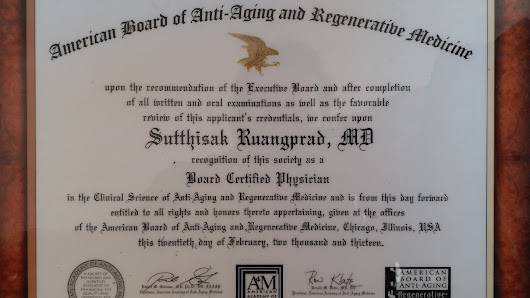 American Board of Anti-Aging and Regenerative Medicine
upon the recommendation of the Executive Board and after completion
of all written and oral examinations as well as the favorable
review of this applicant's credentials, we confer upon
Sutthisak Ruangprad, MD
recognition of this society as a
Board Certified Physician
in the Clinical Science of Anti-Aging and Regenerative Medicine and is from this day forward
entitled to all rights and honors thereto appertaining, given at the offices
of the American Board of Anti-Aging and Regenerative Medicine, Chicago, Illinois, USA
this twentieth day of February, two thousand and thirteen.
A4M
AMERICAN
ACADEMY OF
AMERICAN
BOARD OF
ANTI-AGING
Regenerative